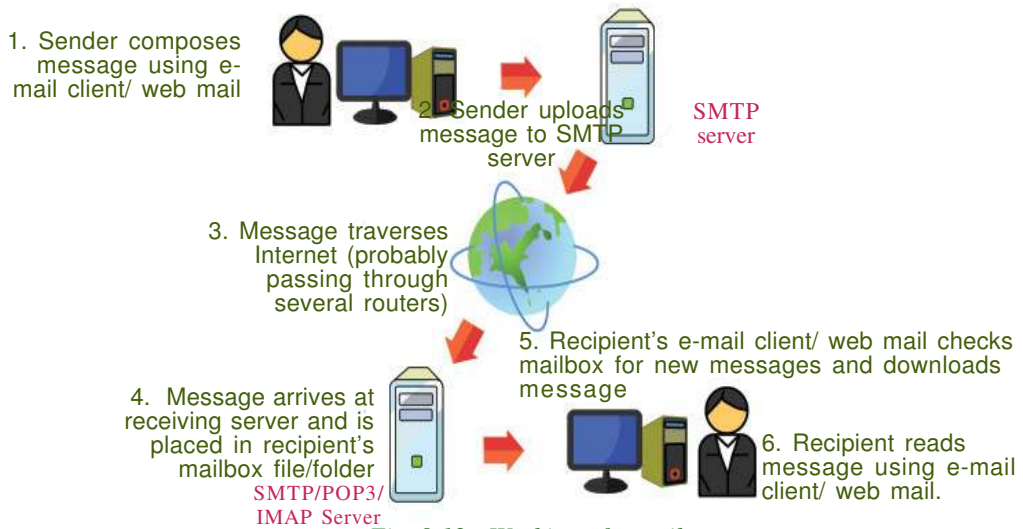 1. Sender composes
message using e-
mail client/ web mail
2. Sender uploads
message to SMTP
server
SMTP
server
3. Message traverses
Internet (probably
passing through
several routers)
4. Message arrives at
receiving server and is
placed in recipient's
mailbox file/folder
SMTP/POP3/
IMAP Server
5. Recipient's e-mail client/ web mail checks
mailbox for new messages and downloads
message
6. Recipient reads
message using e-mail
client/ web mail.